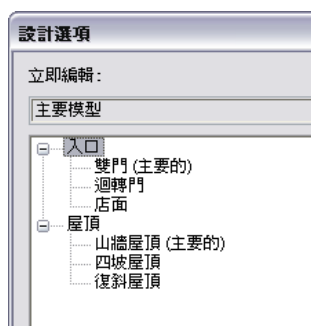 設計選項
立即編輯:
主要模型
入口
雙門 (主要的)
迴轉門
店面
屋頂
山牆屋頂 (主要的)
四坡屋頂
復斜屋頂